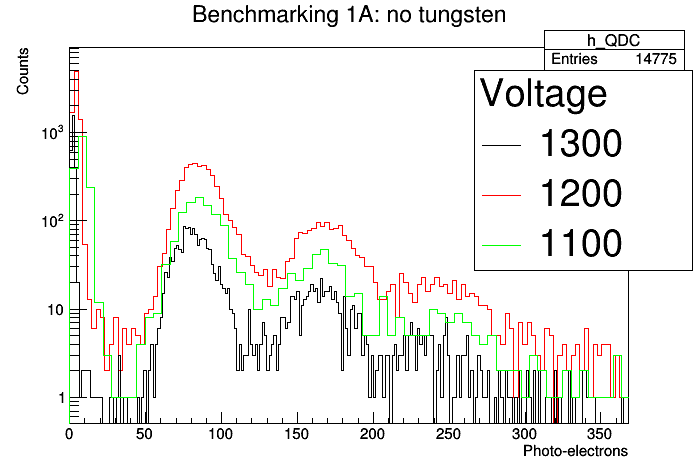 Benchmarking 1A: no tungsten
h_QDC
Entries 14775
Counts
Voltage
1300
1200
1100
10³
10²
10
1
0 50 100 150 200 250 300 350
Photo-electrons